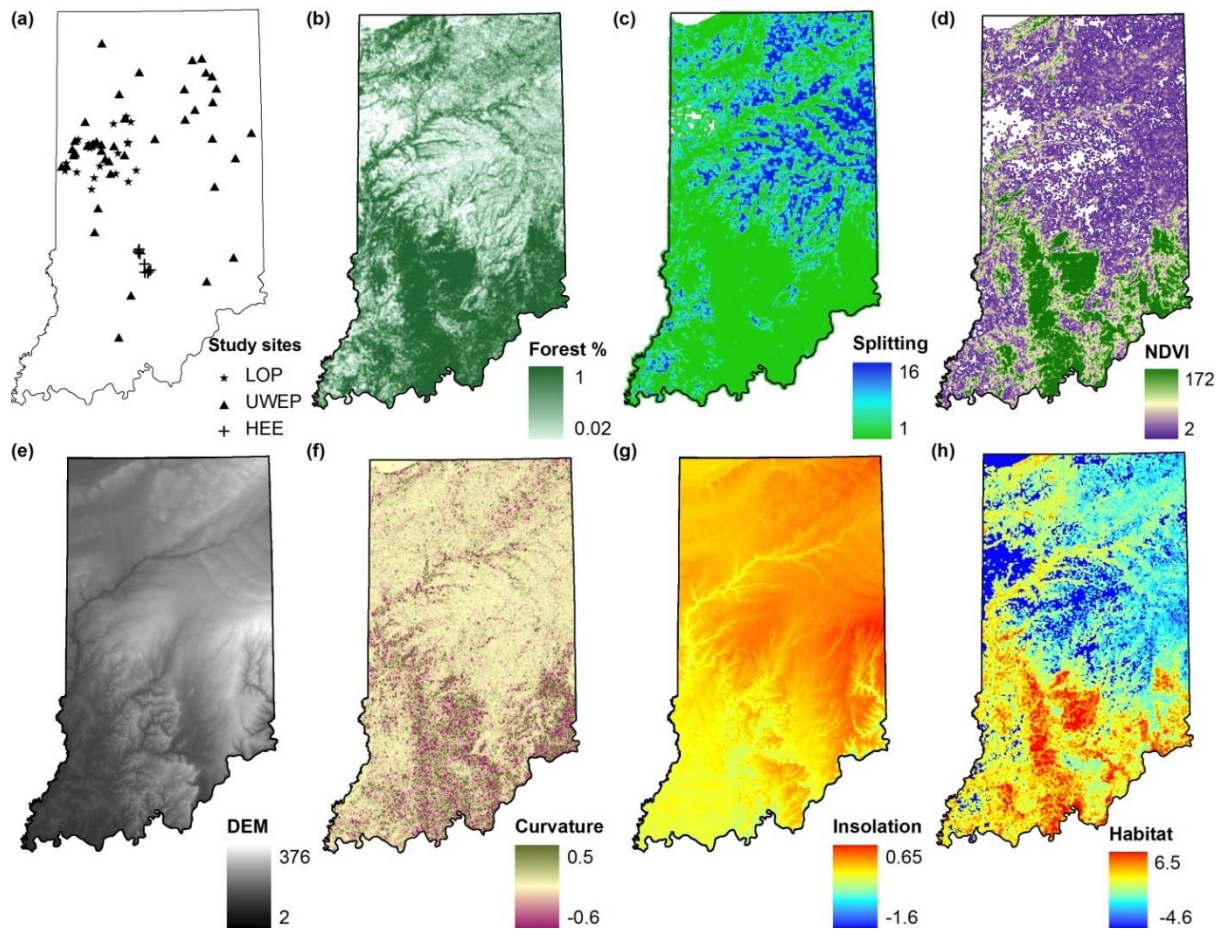 (a)
(b)
(c)
(d)
Study sites
LOP
UWEP
HEE
Forest %
1
0.02
Splitting
16
1
NDVI
172
2
(e)
(f)
(g)
(h)
DEM
376
2
Curvature
0.5
-0.6
Insolation
0.65
-1.6
Habitat
6.5
-4.6